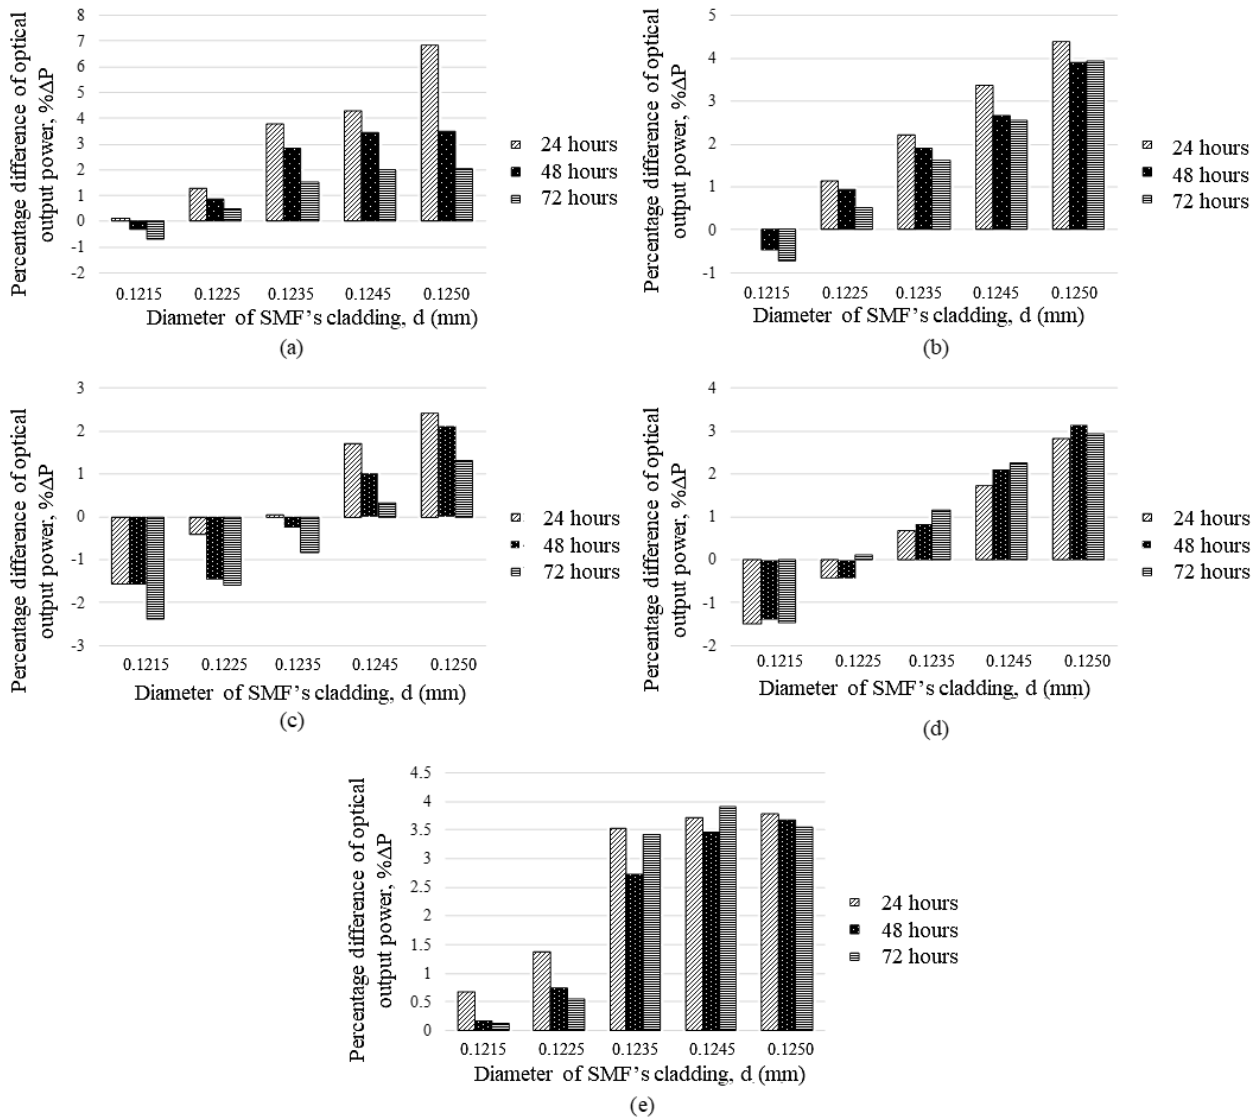 Percentage difference of optical
output power, %ΔP
8
7
6
5
4
3
2
1
0
-1
-2
0.1215 0.1225 0.1235 0.1245 0.1250
Diameter of SMF's cladding, d (mm)
(a)
24 hours
48 hours
72 hours
Percentage difference of optical
output power, %ΔP
5
4
3
2
1
0
-1
0.1215 0.1225 0.1235 0.1245 0.1250
Diameter of SMF's cladding, d (mm)
(b)
24 hours
48 hours
72 hours
Percentage difference of optical
output power, %ΔP
3
2
1
0
-1
-2
-3
0.1215 0.1225 0.1235 0.1245 0.1250
Diameter of SMF's cladding, d (mm)
(c)
24 hours
48 hours
72 hours
Percentage difference of optical
output power, %ΔP
4
3
2
1
0
-1
-2
0.1215 0.1225 0.1235 0.1245 0.1250
Diameter of SMF's cladding, d (mm)
(d)
24 hours
48 hours
72 hours
Percentage difference of optical
output power, %ΔP
4.5
4
3.5
3
2.5
2
1.5
1
0.5
0
0.1215 0.1225 0.1235 0.1245 0.1250
Diameter of SMF's cladding, d (mm)
(e)
24 hours
48 hours
72 hours